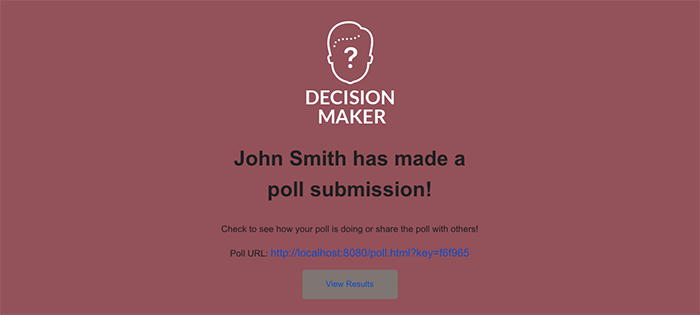 ?
DECISION
MAKER
John Smith has made a
poll submission!
Check to see how your poll is doing or share the poll with others!
Poll URL: http://localhost:8080/poll.html?key=f6f965
View Results